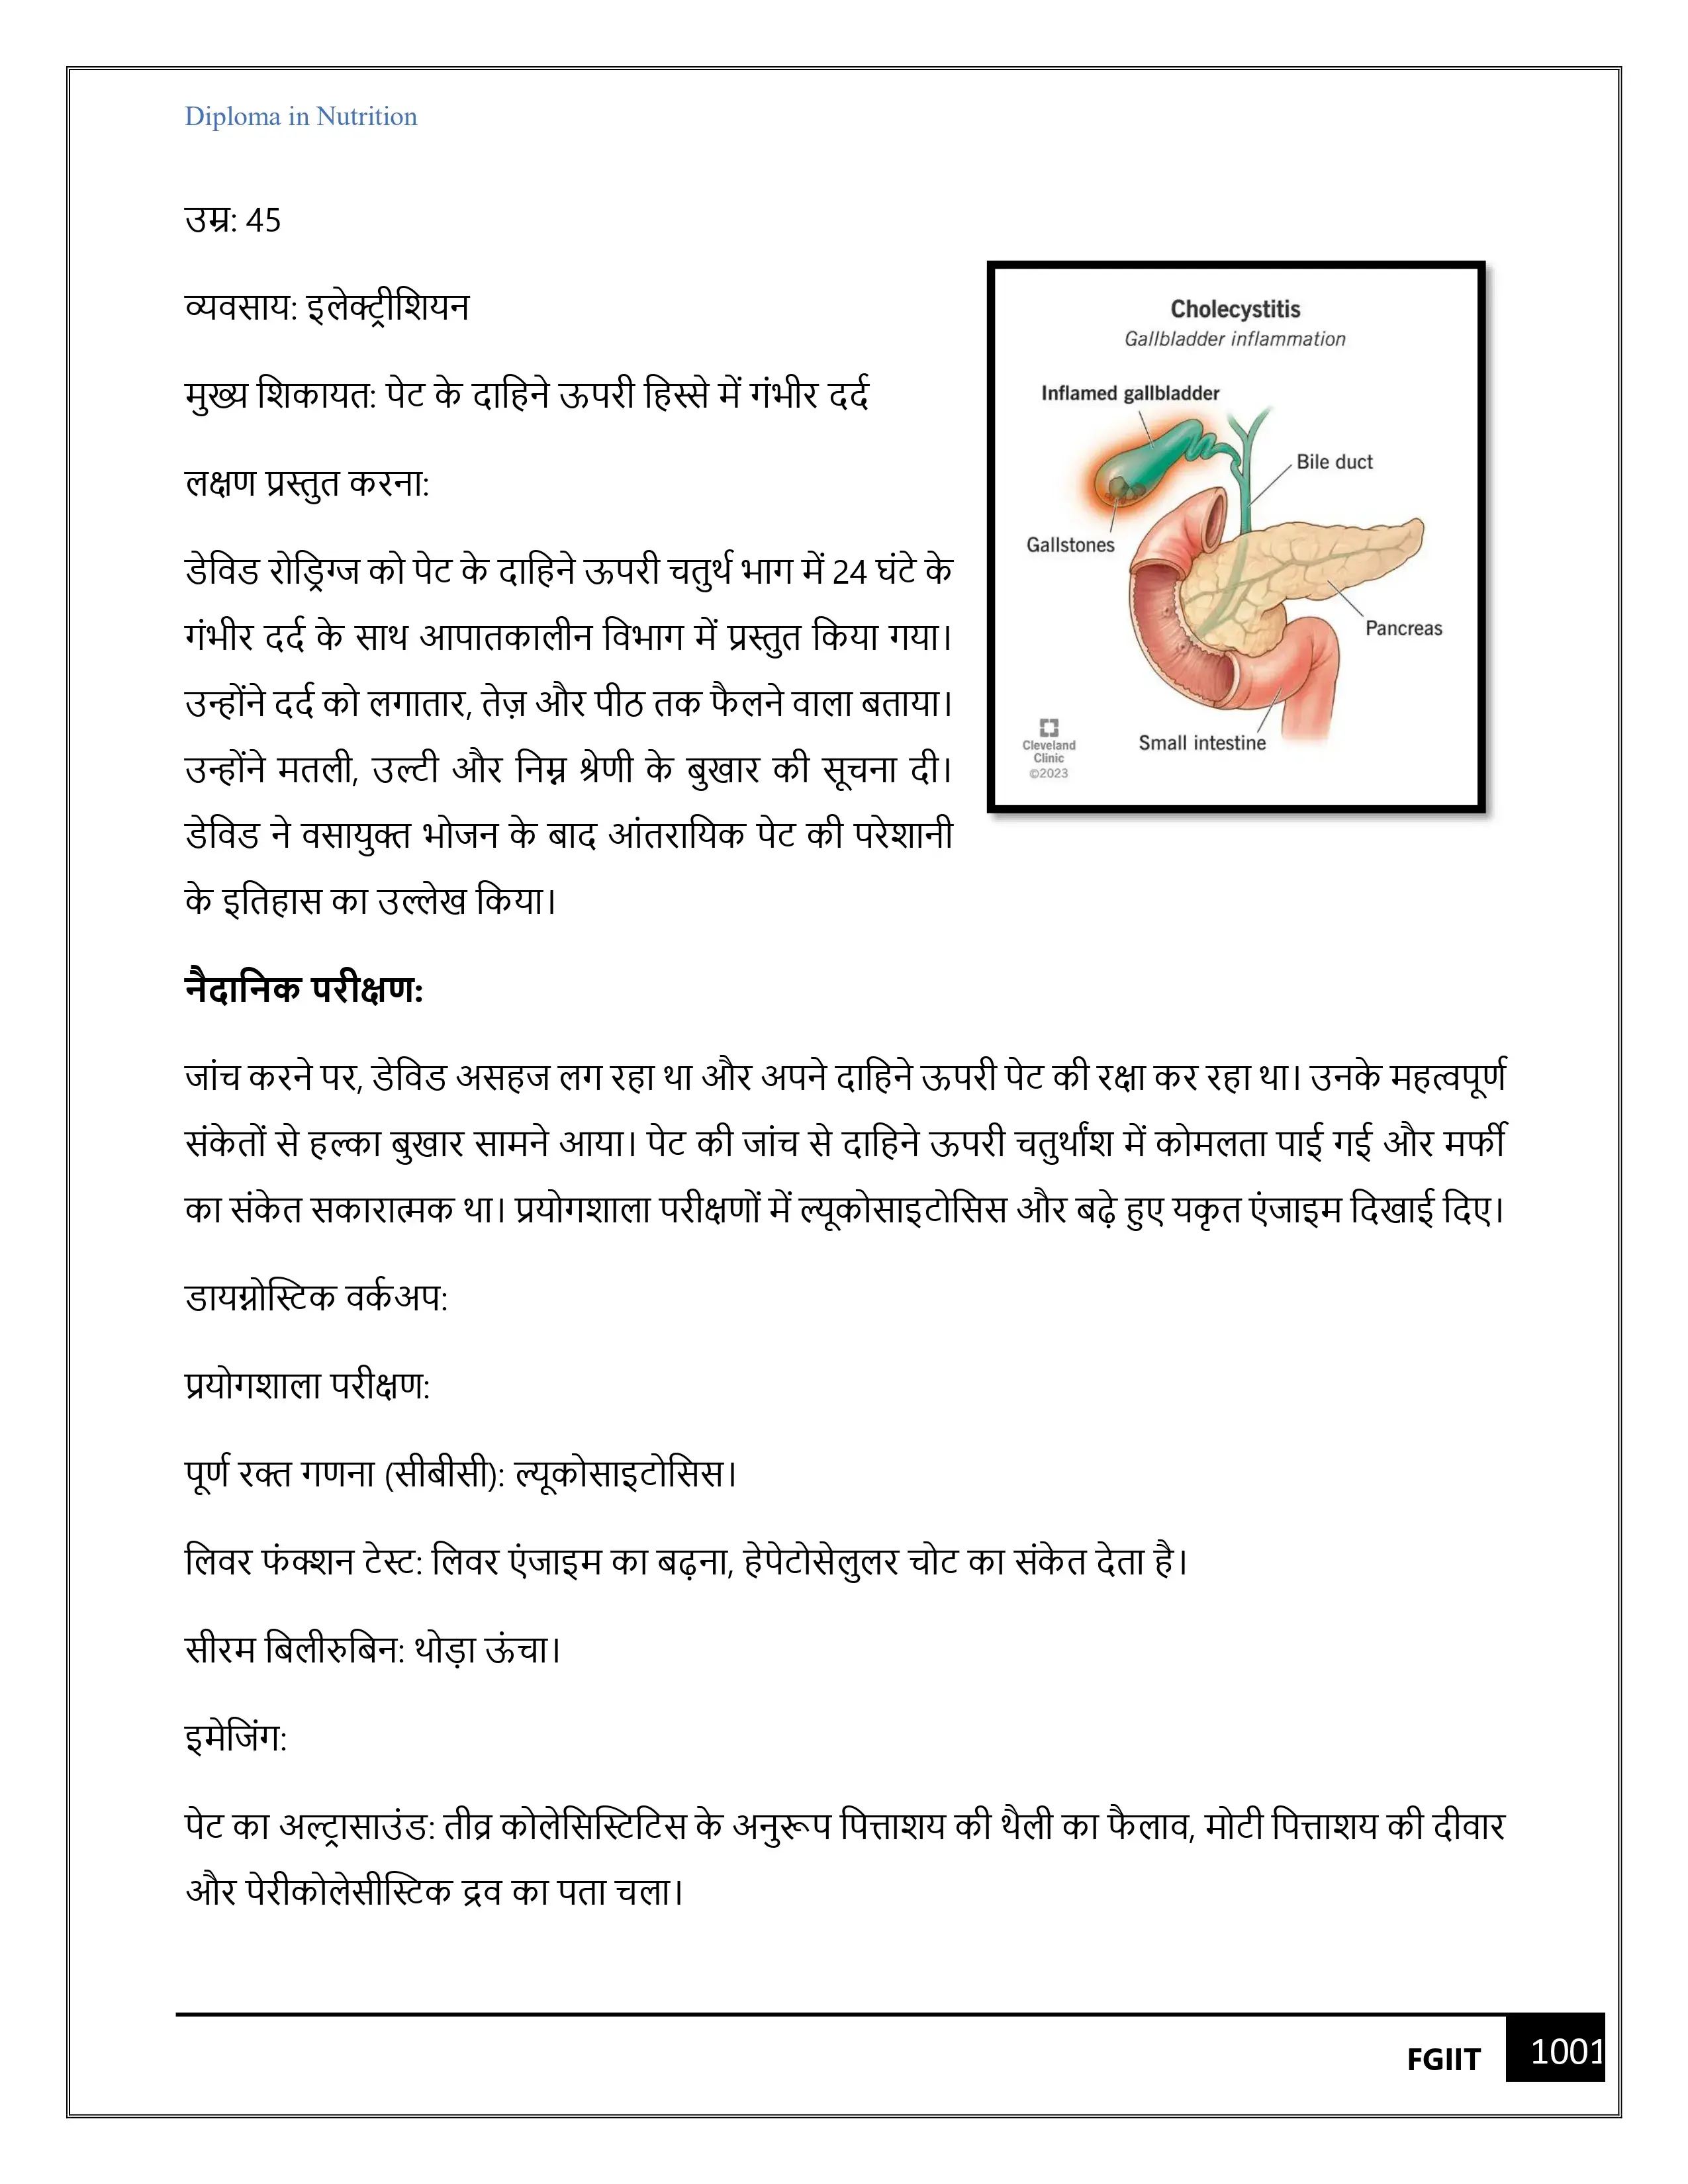 Diploma in Nutrition
उम्र: 45
व्यवसाय: इलेक्ट्रीशियन
मुख्य शिकायत: पेट के दाहिने ऊपरी हिस्से में गंभीर दर्द
लक्षण प्रस्तुत करना:
डेविड रोड्रिग्ज को पेट के दाहिने ऊपरी चतुर्थ भाग में 24 घंटे के
गंभीर दर्द के साथ आपातकालीन विभाग में प्रस्तुत किया गया।
उन्होंने दर्द को लगातार, तेज़ और पीठ तक फैलने वाला बताया।
उन्होंने मतली, उल्टी और निम्न श्रेणी के बुखार की सूचना दी।
डेविड ने वसायुक्त भोजन के बाद आंतरायिक पेट की परेशानी
के इतिहास का उल्लेख किया।
Cholecystitis
Gallbladder inflammation
Inflamed gallbladder
Bile duct
Gallstones
Pancreas
Small intestine
Cleveland
Clinic
©2023
नैदानिक परीक्षण:
जांच करने पर, डेविड असहज लग रहा था और अपने दाहिने ऊपरी पेट की रक्षा कर रहा था। उनके महत्वपूर्ण
संकेतों से हल्का बुखार सामने आया। पेट की जांच से दाहिने ऊपरी चतुर्थांश में कोमलता पाई गई और मर्फी
का संकेत सकारात्मक था। प्रयोगशाला परीक्षणों में ल्यूकोसाइटोसिस और बढ़े हुए यकृत एंजाइम दिखाई दिए।
डायग्नोस्टिक वर्कअप:
प्रयोगशाला परीक्षण:
पूर्ण रक्त गणना (सीबीसी): ल्यूकोसाइटोसिस।
लिवर फंक्शन टेस्ट: लिवर एंजाइम का बढ़ना, हेपेटोसेलुलर चोट का संकेत देता है।
सीरम बिलीरुबिन: थोड़ा ऊंचा।
इमेजिंग:
पेट का अल्ट्रासाउंड: तीव्र कोलेसिस्टिटिस के अनुरूप पित्ताशय की थैली का फैलाव, मोटी पित्ताशय की दीवार
और पेरीकोलेसीस्टिक द्रव का पता चला।
FGIIT
1001